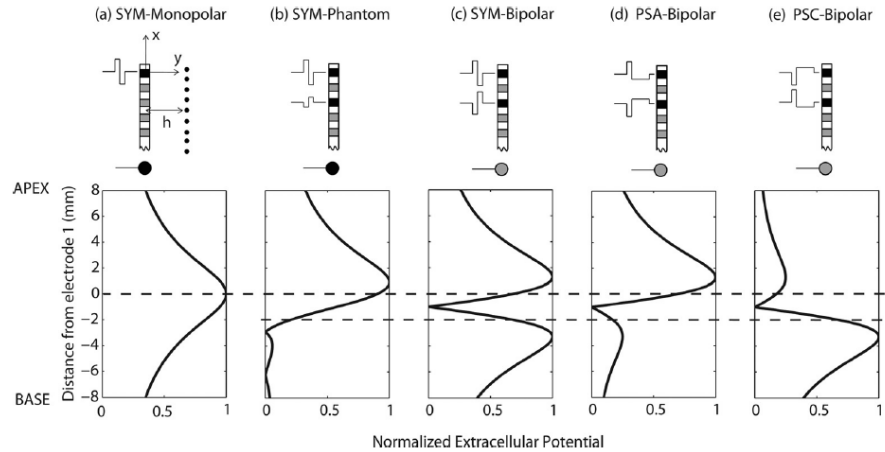 (a) SYM-Monopolar (b) SYM-Phantom (c) SYM-Bipolar (d) PSA-Bipolar (e) PSC-Bipolar
x
y
h
APEX
BASE
Distance from electrode 1 (mm)
8
6
4
2
0
−2
−4
−6
−8
0 0.5 1 0 0.5 1 0 0.5 1 0 0.5 1 0 0.5 1
Normalized Extracellular Potential